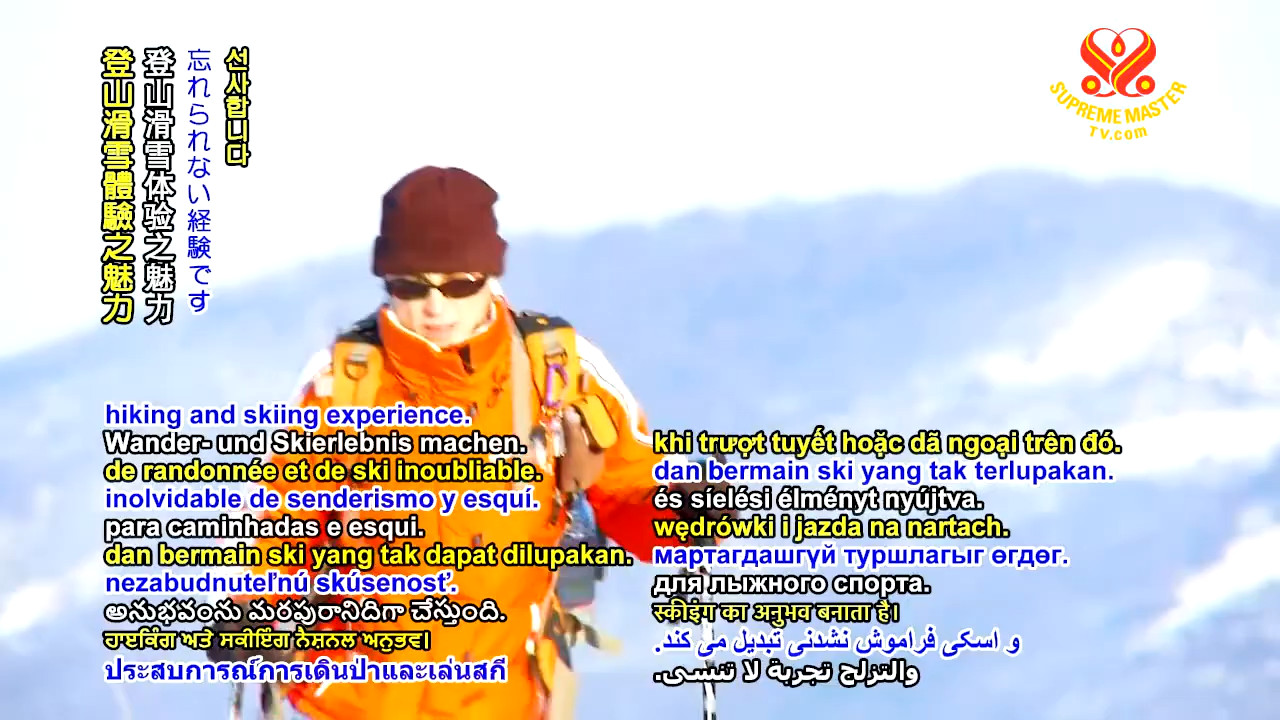 登山滑雪體驗之魅力
登山滑雪体验之魅力
忘れられない経験です
선사합니다
SUPREME MASTER
TV.com
hiking and skiing experience.
Wander- und Skierlebnis machen.
de randonnée et de ski inoubliable.
inolvidable de senderismo y esquí.
para caminhadas e esqui.
dan bermain ski yang tak dapat dilupakan.
nezabudnuteľnú skúsenosť.
అనుభవంను మరపురానిదిగా చేస్తుంది.
ਹਾਈਕਿੰਗ ਅਤੇ ਸਕੀਇੰਗ ਨੈਸ਼ਨਲ ਅਨੁਭਵ।
ประสบการณ์การเดินป่าและเล่นสกี
khi trượt tuyết hoặc dã ngoại trên đó.
dan bermain ski yang tak terlupakan.
és síelési élményt nyújtva.
wędrówki i jazda na nartach.
мартагдашгүй туршлагыг өгдөг.
для лыжного спорта.
स्कीइंग का अनुभव बनाता है।
و اسکی فراموش نشدنی تبدیل می کند.
والتزلج تجربة لا تنسى.